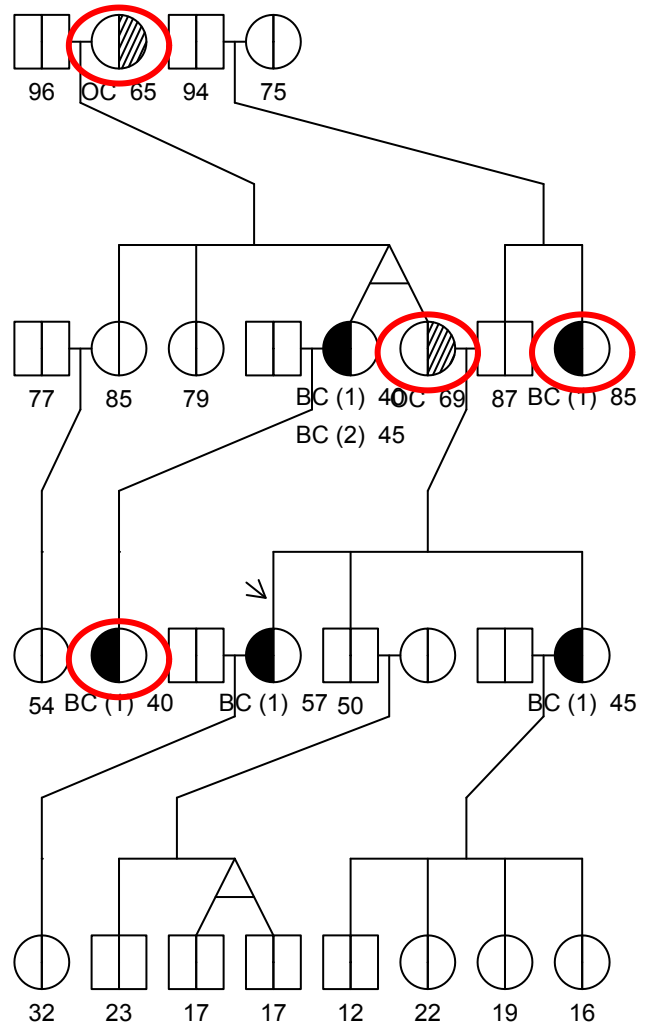 96 OC 65 94 75
77 85 79 BC (1) 40 OC 69 87 BC (1) 85
BC (2) 45
54 BC (1) 40 BC (1) 57 50 BC (1) 45
32 23 17 17 12 22 19 16